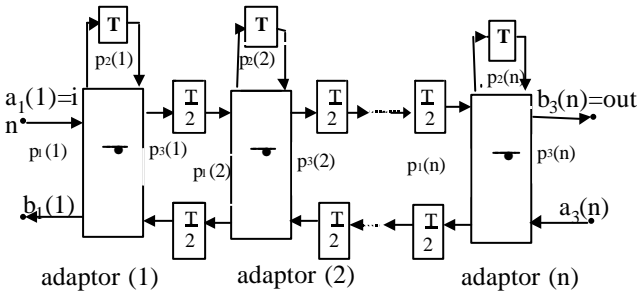 T T T
p₂(1) p₂(2) p₂(n)
a₁(1)=i
n
T/2 T/2 T/2
b₃(n)=out
p₁(1) p₃(1) p₁(2) p₃(2) p₁(n) p₃(n)
b₁(1) a₃(n)
T/2 T/2 T/2
adaptor (1) adaptor (2) adaptor (n)